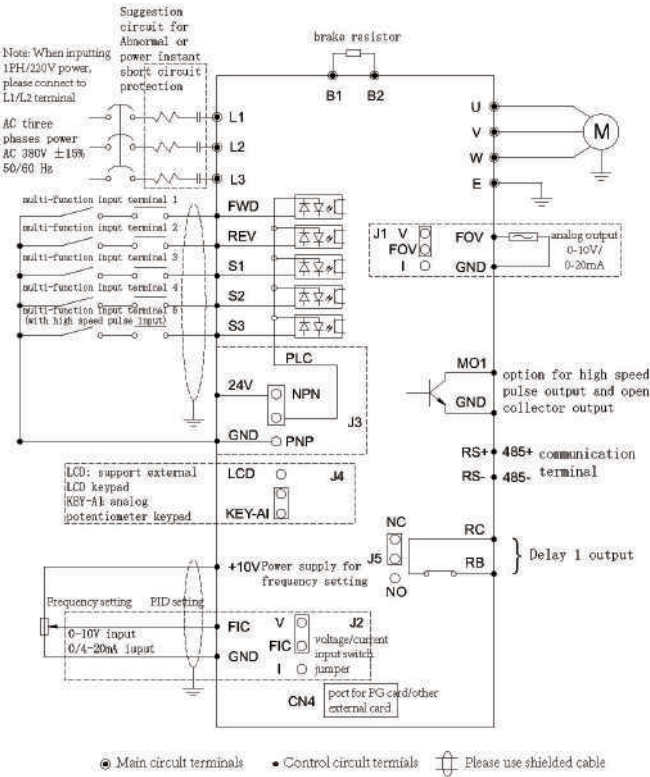 Suggestion
circuit for
Abnormal or
power instant
short circuit
protection
Note: When inputting
1PH/220V power,
please connect to
L1/L2 terminal
AC three
phases power
AC 380V ±15%
50/60 Hz
brake resistor
B1 B2
L1
L2
L3
U
V
W
E
M
multi-function input terminal 1
FWD
multi-function input terminal 2
REV
multi-function input terminal 3
S1
multi-function input terminal 4
S2
multi-function input terminal 5
(with high speed pulse input)
S3
J1 V
FOV
I
FOV
GND
analog output
0-10V/
0-20mA
PLC
24V
NPN
J3
GND
PNP
MO1
GND
option for high speed
pulse output and open
collector output
RS+ 485+
RS- 485-
communication
terminal
LCD: support external
LCD keypad
KEY-AI: analog
potentiometer keypad
LCD
J4
KEY-AI
NC
J5
NO
RC
RB
Delay 1 output
+10V
Power supply for
frequency setting
Frequency setting PID setting
0-10V input
0/4-20mA iuput
FIC
GND
V
FIC
I
J2
voltage/current
input switch
jumper
CN4
port for PG card/other
external card
Main circult terminals
Control circult termials
Please use shielded cable